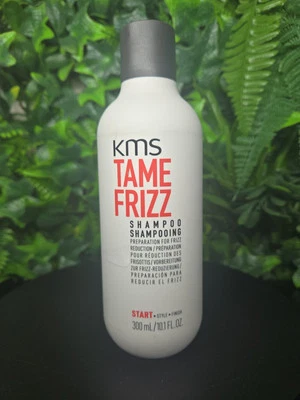 KMS
TAME
FRIZZ
SHAMPOO
SHAMPOOING
PREPARATION FOR FRIZZ
REDUCTION / PRÉPARATION
POUR RÉDUCTION DES
FRISOTTIS / VORBEREITUNG
ZUR FRIZZ-REDUZIERUNG /
PREPARACIÓN PARA
REDUCIR EL FRIZZ
START • STYLE • FINISH
300 mL / 10.1 FL. OZ.